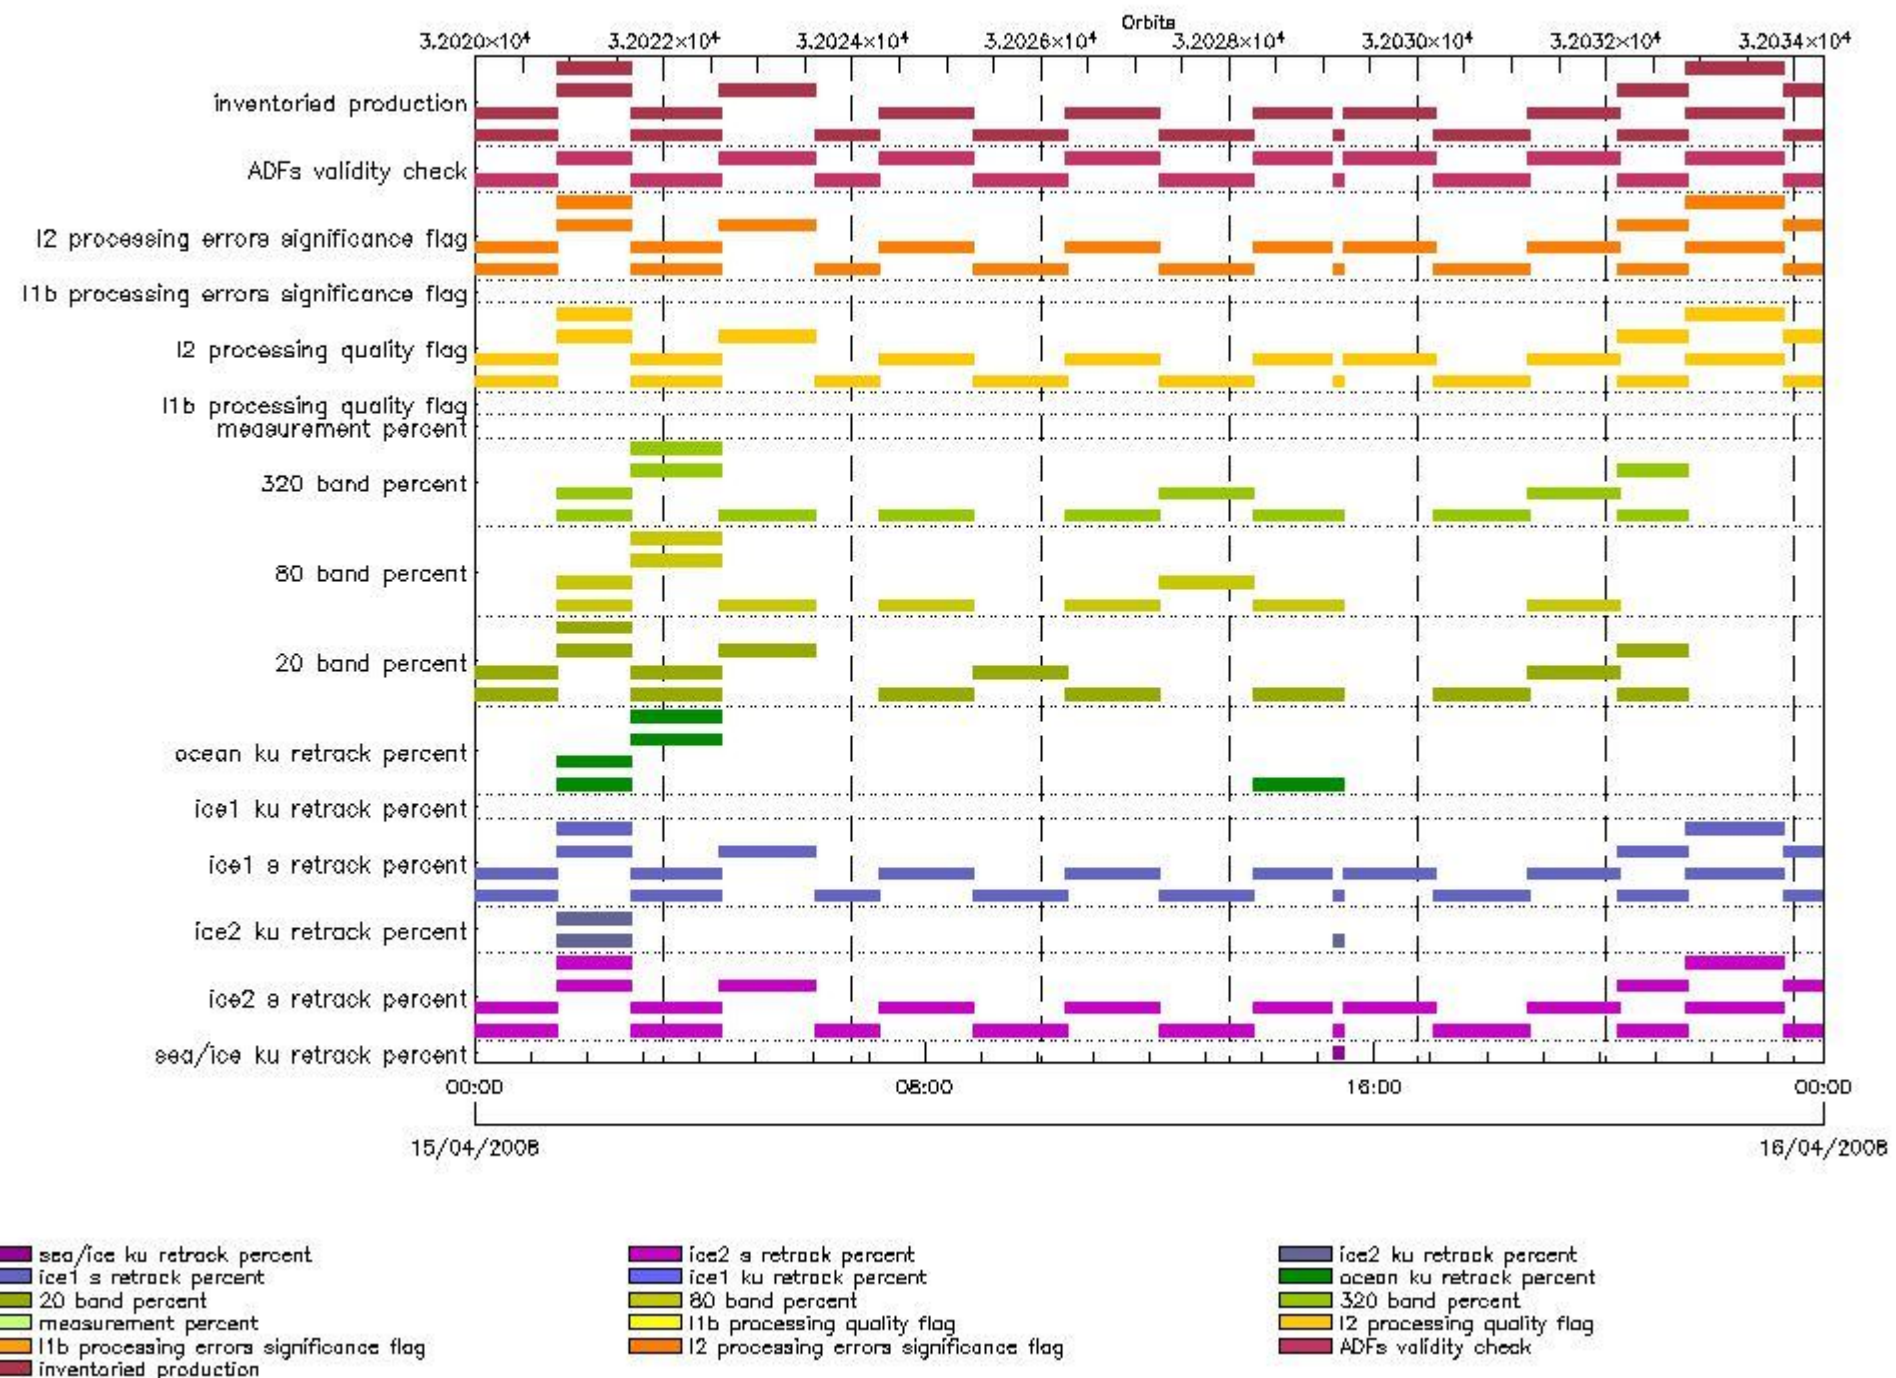 Orbits
3.2020×10⁴ 3.2022×10⁴ 3.2024×10⁴ 3.2026×10⁴ 3.2028×10⁴ 3.2030×10⁴ 3.2032×10⁴ 3.2034×10⁴
inventoried production
ADFs validity check
l2 processing errors significance flag
l1b processing errors significance flag
l2 processing quality flag
l1b processing quality flag
measurement percent
320 band percent
80 band percent
20 band percent
ocean ku retrack percent
ice1 ku retrack percent
ice1 s retrack percent
ice2 ku retrack percent
ice2 s retrack percent
sea/ice ku retrack percent
00:00 08:00 16:00 00:00
15/04/2008 16/04/2008
sea/ice ku retrack percent ice2 s retrack percent ice2 ku retrack percent
ice1 s retrack percent ice1 ku retrack percent ocean ku retrack percent
20 band percent 80 band percent 320 band percent
measurement percent l1b processing quality flag l2 processing quality flag
l1b processing errors significance flag l2 processing errors significance flag ADFs validity check
inventoried production